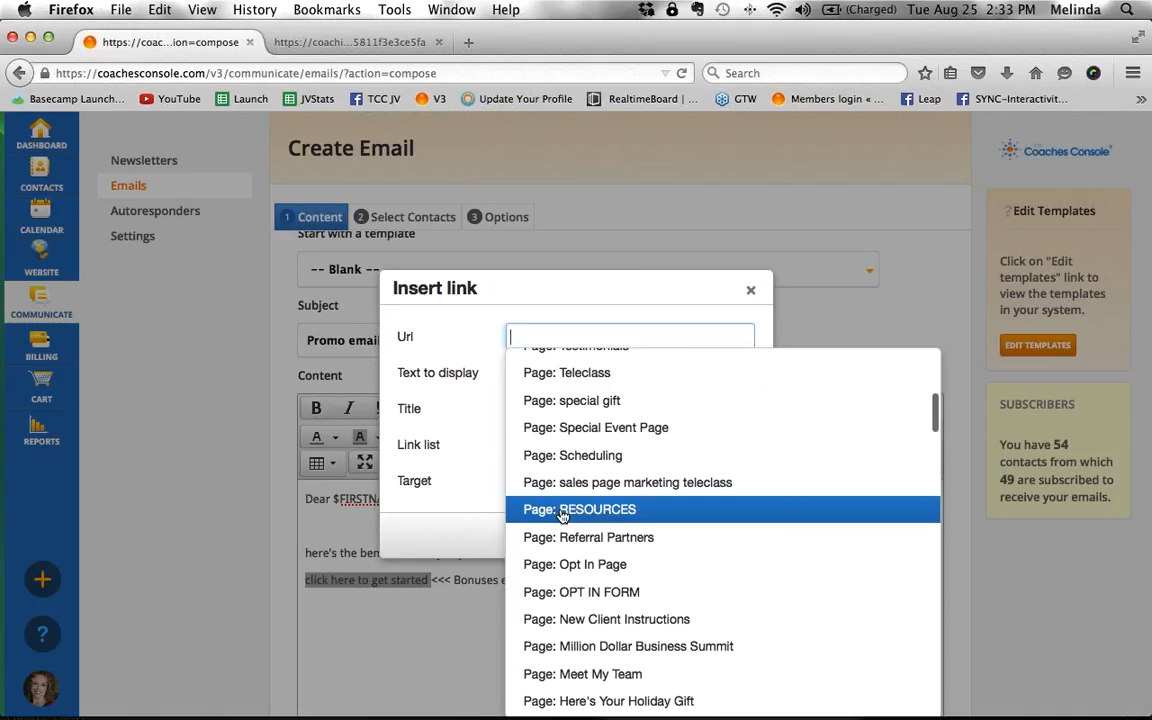 Firefox File Edit View History Bookmarks Tools Window Help (Charged) Tue Aug 25 2:33 PM Melinda
https://coac...ion=compose × https://coachi...5811f3e3ce5fa × +
https://coachesconsole.com/v3/communicate/emails/?action=compose Search
Basecamp Launch... YouTube Launch JVStats TCC JV V3 Update Your Profile RealtimeBoard | ... GTW Members login « ... Leap SYNC-Interactivit... »
DASHBOARD
CONTACTS
CALENDAR
WEBSITE
COMMUNICATE
BILLING
CART
REPORTS
+
?
Newsletters
Emails
Autoresponders
Settings
Create Email
1 Content 2 Select Contacts 3 Options
Start with a template
-- Blank --
Subject
Promo email
Content
B I
A A
Dear $FIRSTNA
here's the ben
click here to get started <<< Bonuses e
Insert link ×
Url
Text to display
Title
Link list
Target
Page: Testimonials
Page: Teleclass
Page: special gift
Page: Special Event Page
Page: Scheduling
Page: sales page marketing teleclass
Page: RESOURCES
Page: Referral Partners
Page: Opt In Page
Page: OPT IN FORM
Page: New Client Instructions
Page: Million Dollar Business Summit
Page: Meet My Team
Page: Here's Your Holiday Gift
Coaches Console
?Edit Templates
Click on "Edit
templates" link to
view the templates
in your system.
EDIT TEMPLATES
SUBSCRIBERS
You have 54
contacts from which
49 are subscribed to
receive your emails.